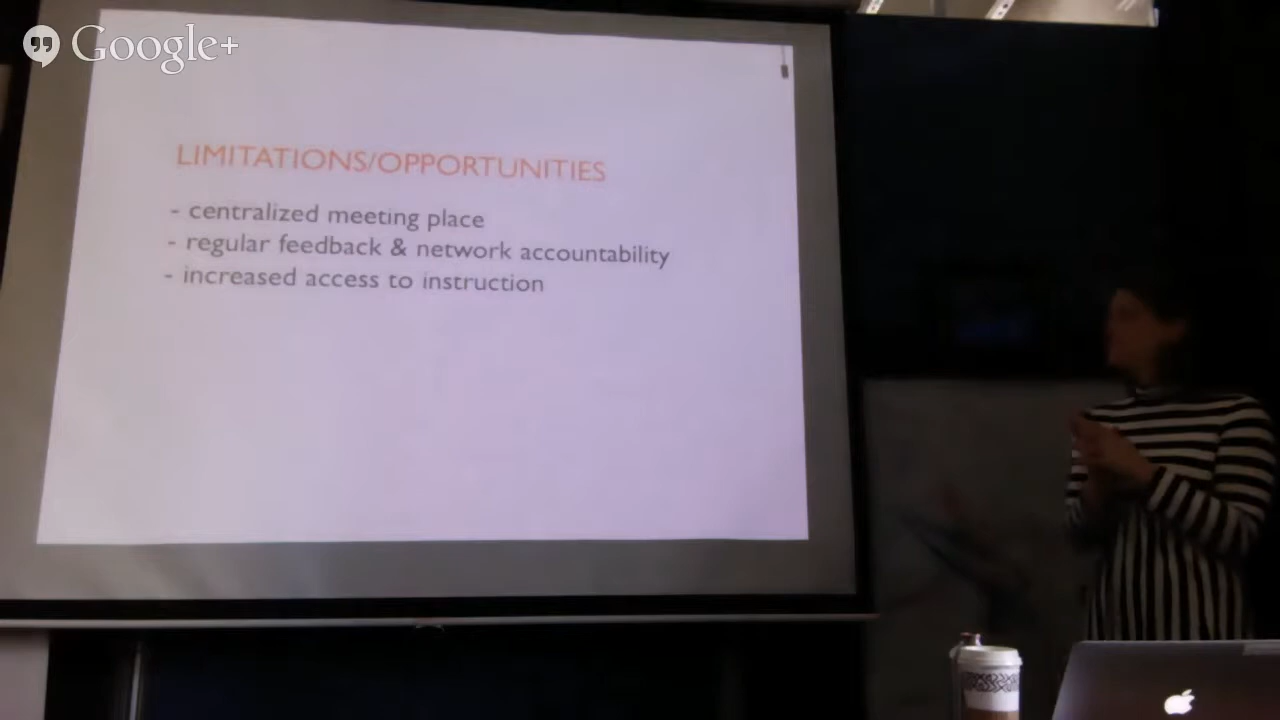 Google+
LIMITATIONS/OPPORTUNITIES
- centralized meeting place
- regular feedback & network accountability
- increased access to instruction